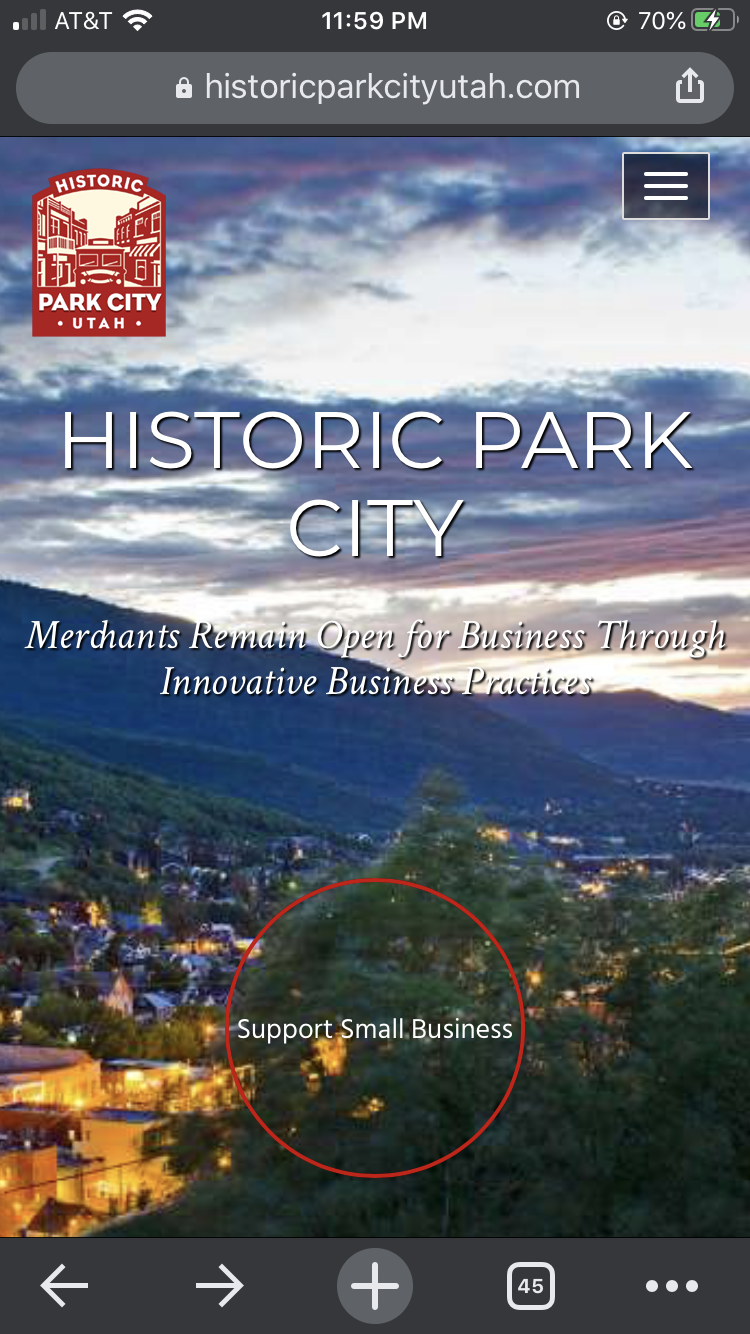 AT&T 11:59 PM 70%
historicparkcityutah.com
HISTORIC
PARK CITY
• UTAH •
HISTORIC PARK
CITY
Merchants Remain Open for Business Through
Innovative Business Practices
Support Small Business
45